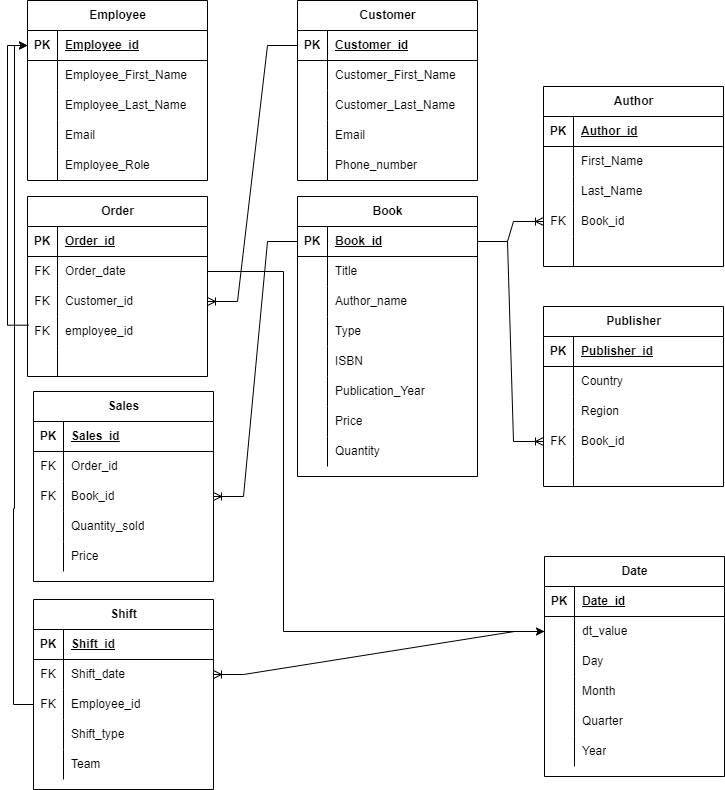 Employee
PK Employee_id
Employee_First_Name
Employee_Last_Name
Email
Employee_Role
Customer
PK Customer_id
Customer_First_Name
Customer_Last_Name
Email
Phone_number
Author
PK Author_id
First_Name
Last_Name
FK Book_id
Order
PK Order_id
FK Order_date
FK Customer_id
FK employee_id
Book
PK Book_id
Title
Author_name
Type
ISBN
Publication_Year
Price
Quantity
Publisher
PK Publisher_id
Country
Region
FK Book_id
Sales
PK Sales_id
FK Order_id
FK Book_id
Quantity_sold
Price
Shift
PK Shift_id
FK Shift_date
FK Employee_id
Shift_type
Team
Date
PK Date_id
dt_value
Day
Month
Quarter
Year